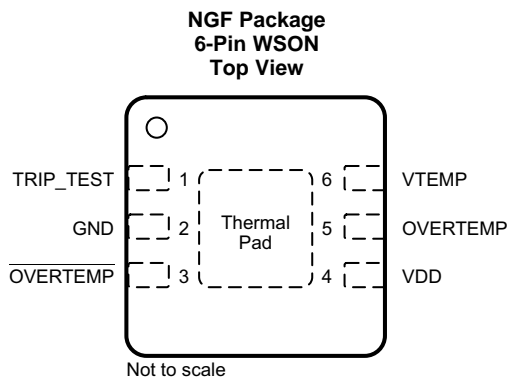 NGF Package
6-Pin WSON
Top View
TRIP_TEST 1 6 VTEMP
GND 2 Thermal Pad 5 OVERTEMP
OVERTEMP 3 4 VDD
Not to scale